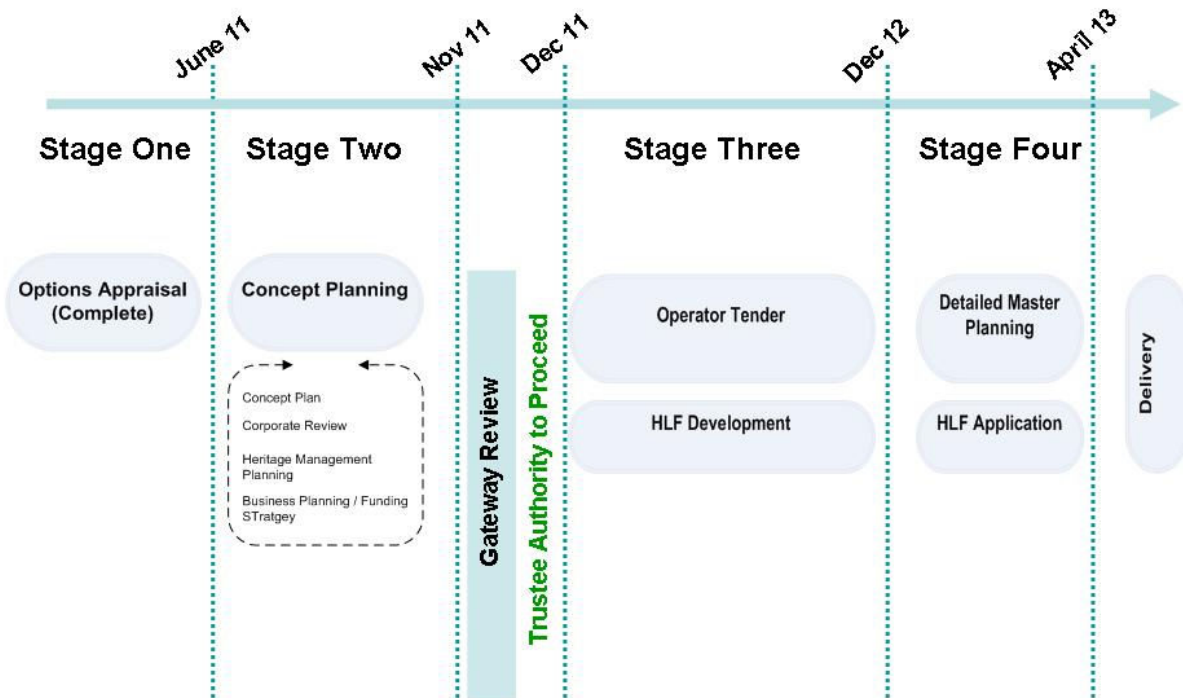 June 11
Nov 11
Dec 11
Dec 12
April 13
Stage One
Stage Two
Stage Three
Stage Four
Options Appraisal
(Complete)
Concept Planning
Concept Plan
Corporate Review
Heritage Management
Planning
Business Planning / Funding
STratgey
Gateway Review
Trustee Authority to Proceed
Operator Tender
HLF Development
Detailed Master
Planning
HLF Application
Delivery